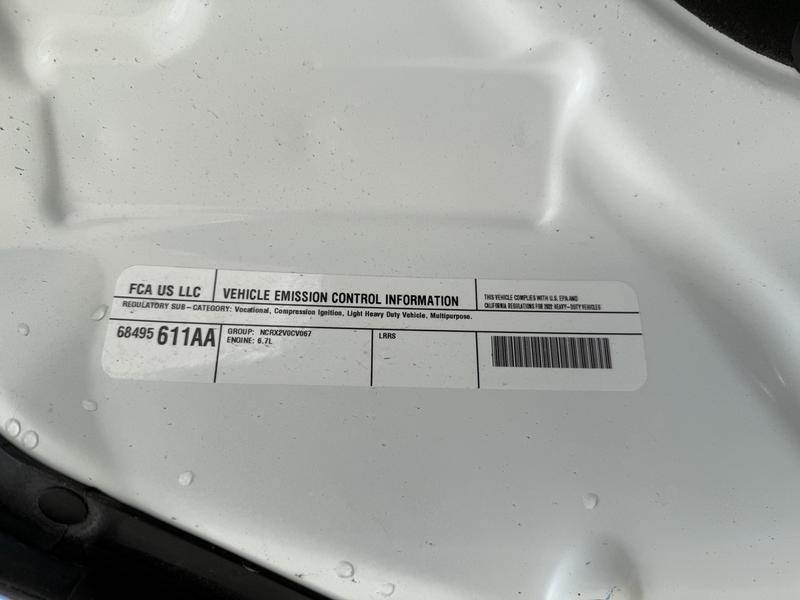 FCA US LLC
VEHICLE EMISSION CONTROL INFORMATION
THIS VEHICLE COMPLIES WITH U.S. EPA AND
CALIFORNIA REGULATIONS FOR 2022 HEAVY-DUTY VEHICLES
REGULATORY SUB-CATEGORY: Vocational, Compression Ignition, Light Heavy Duty Vehicle, Multipurpose.
68495 611AA
GROUP: NCRX2VOCV067
ENGINE: 6.7L
LRRS